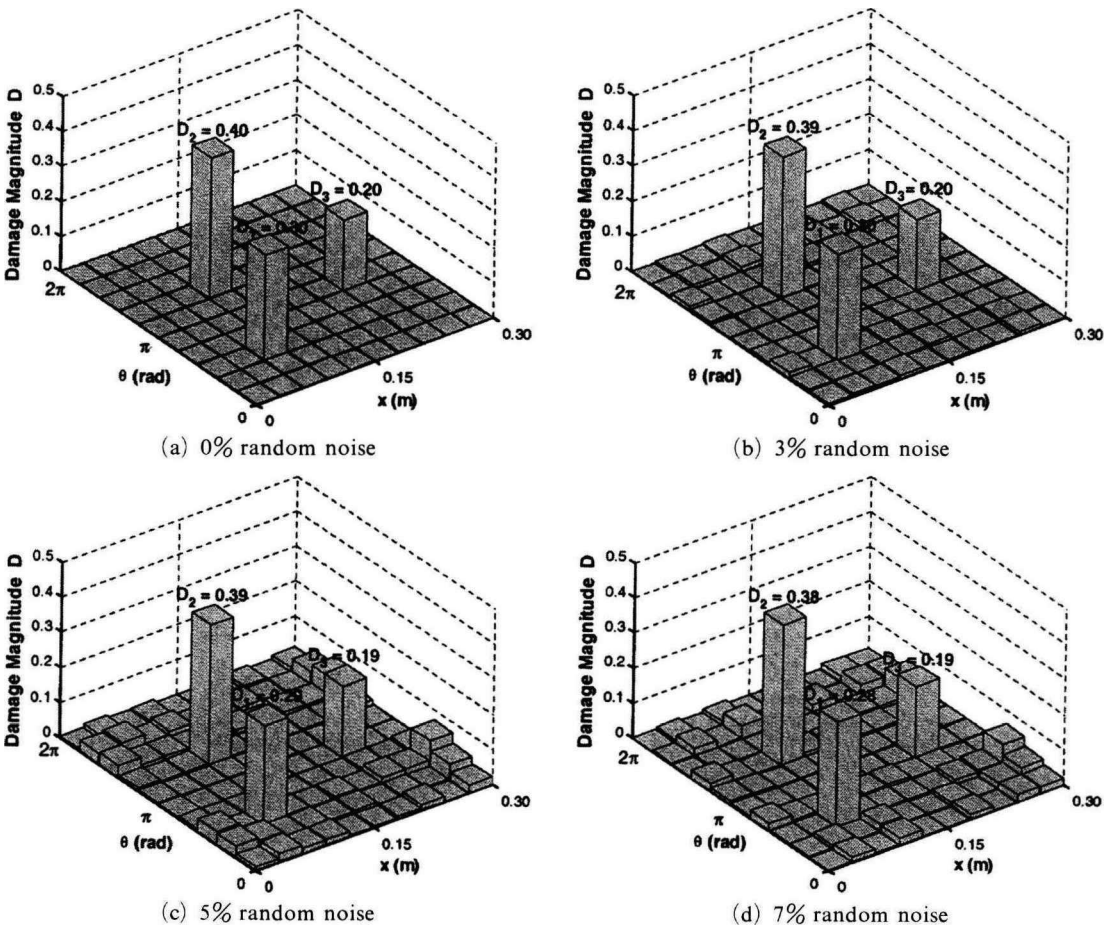 Damage Magnitude D
0.5
0.4
0.3
0.2
0.1
0
2π
π
θ (rad)
0
0
0.15
x (m)
0.30
D2 = 0.40
D3 = 0.20
(a) 0% random noise
Damage Magnitude D
0.5
0.4
0.3
0.2
0.1
0
2π
π
θ (rad)
0
0
0.15
x (m)
0.30
D2 = 0.39
D3 = 0.20
(b) 3% random noise
Damage Magnitude D
0.5
0.4
0.3
0.2
0.1
0
2π
π
θ (rad)
0
0
0.15
x (m)
0.30
D2 = 0.39
D3 = 0.19
(c) 5% random noise
Damage Magnitude D
0.5
0.4
0.3
0.2
0.1
0
2π
π
θ (rad)
0
0
0.15
x (m)
0.30
D2 = 0.38
D3 = 0.19
(d) 7% random noise